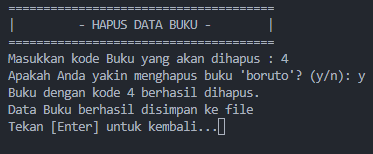 ======================================
|         - HAPUS DATA BUKU -        |
======================================
Masukkan kode Buku yang akan dihapus : 4
Apakah Anda yakin menghapus buku 'boruto'? (y/n): y
Buku dengan kode 4 berhasil dihapus.
Data Buku berhasil disimpan ke file
Tekan [Enter] untuk kembali...